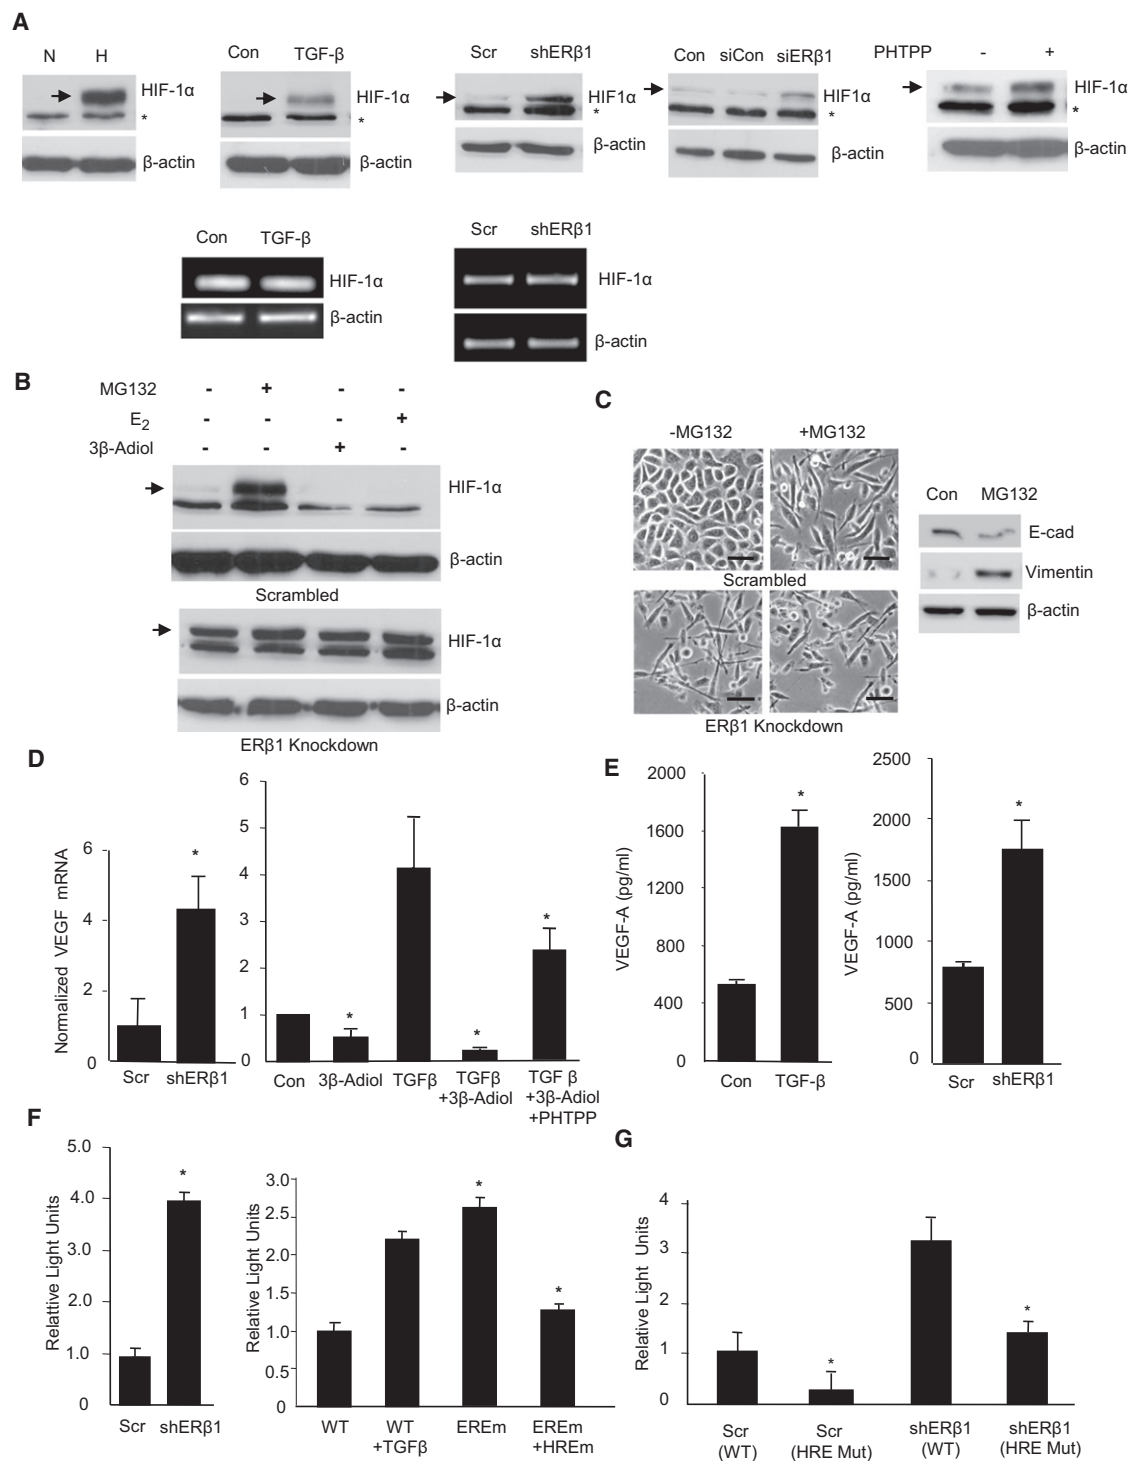 A
N H
HIF-1α
*
β-actin
Con TGF-β
HIF-1α
*
β-actin
Scr shERβ1
HIF1α
*
β-actin
Con siCon siERβ1
HIF1α
*
β-actin
PHTPP - +
HIF-1α
*
β-actin
Con TGF-β
HIF-1α
β-actin
Scr shERβ1
HIF-1α
β-actin
B
MG132 - + - -
E2 - - - +
3β-Adiol - - + -
HIF-1α
β-actin
Scrambled
HIF-1α
β-actin
ERβ1 Knockdown
C
-MG132 +MG132
Scrambled
ERβ1 Knockdown
Con MG132
E-cad
Vimentin
β-actin
D
Normalized VEGF mRNA
6
4
2
0
*
Scr shERβ1
6
5
4
3
2
1
0
* * *
Con 3β-Adiol TGFβ TGFβ TGF β
+3β-Adiol +3β-Adiol
+PHTPP
E
VEGF-A (pg/ml)
2000
1600
1200
800
400
0
*
Con TGF-β
VEGF-A (pg/ml)
2500
2000
1500
1000
500
0
*
Scr shERβ1
F
Relattive Light Units
5.0
4.0
3.0
2.0
1.0
0
*
Scr shERβ1
Relative Light Units
3.0
2.5
2.0
1.5
1.0
0.5
0
* *
WT WT EREm EREm
+TGFβ +HREm
G
Relative Light Units
4
3
2
1
0
* *
Scr Scr shERβ1 shERβ1
(WT) (HRE Mut) (WT) (HRE Mut)